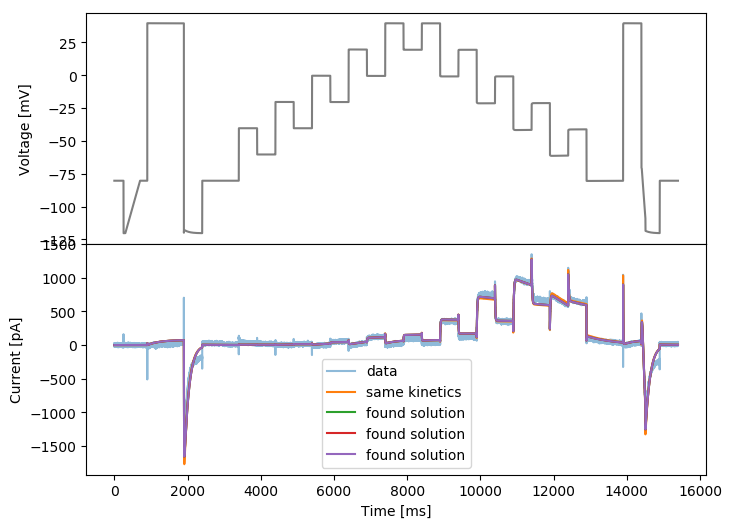 25
0
−25
−50
−75
−100
−125
Voltage [mV]
1500
1000
500
0
−500
−1000
−1500
Current [pA]
data
same kinetics
found solution
found solution
found solution
0 2000 4000 6000 8000 10000 12000 14000 16000
Time [ms]